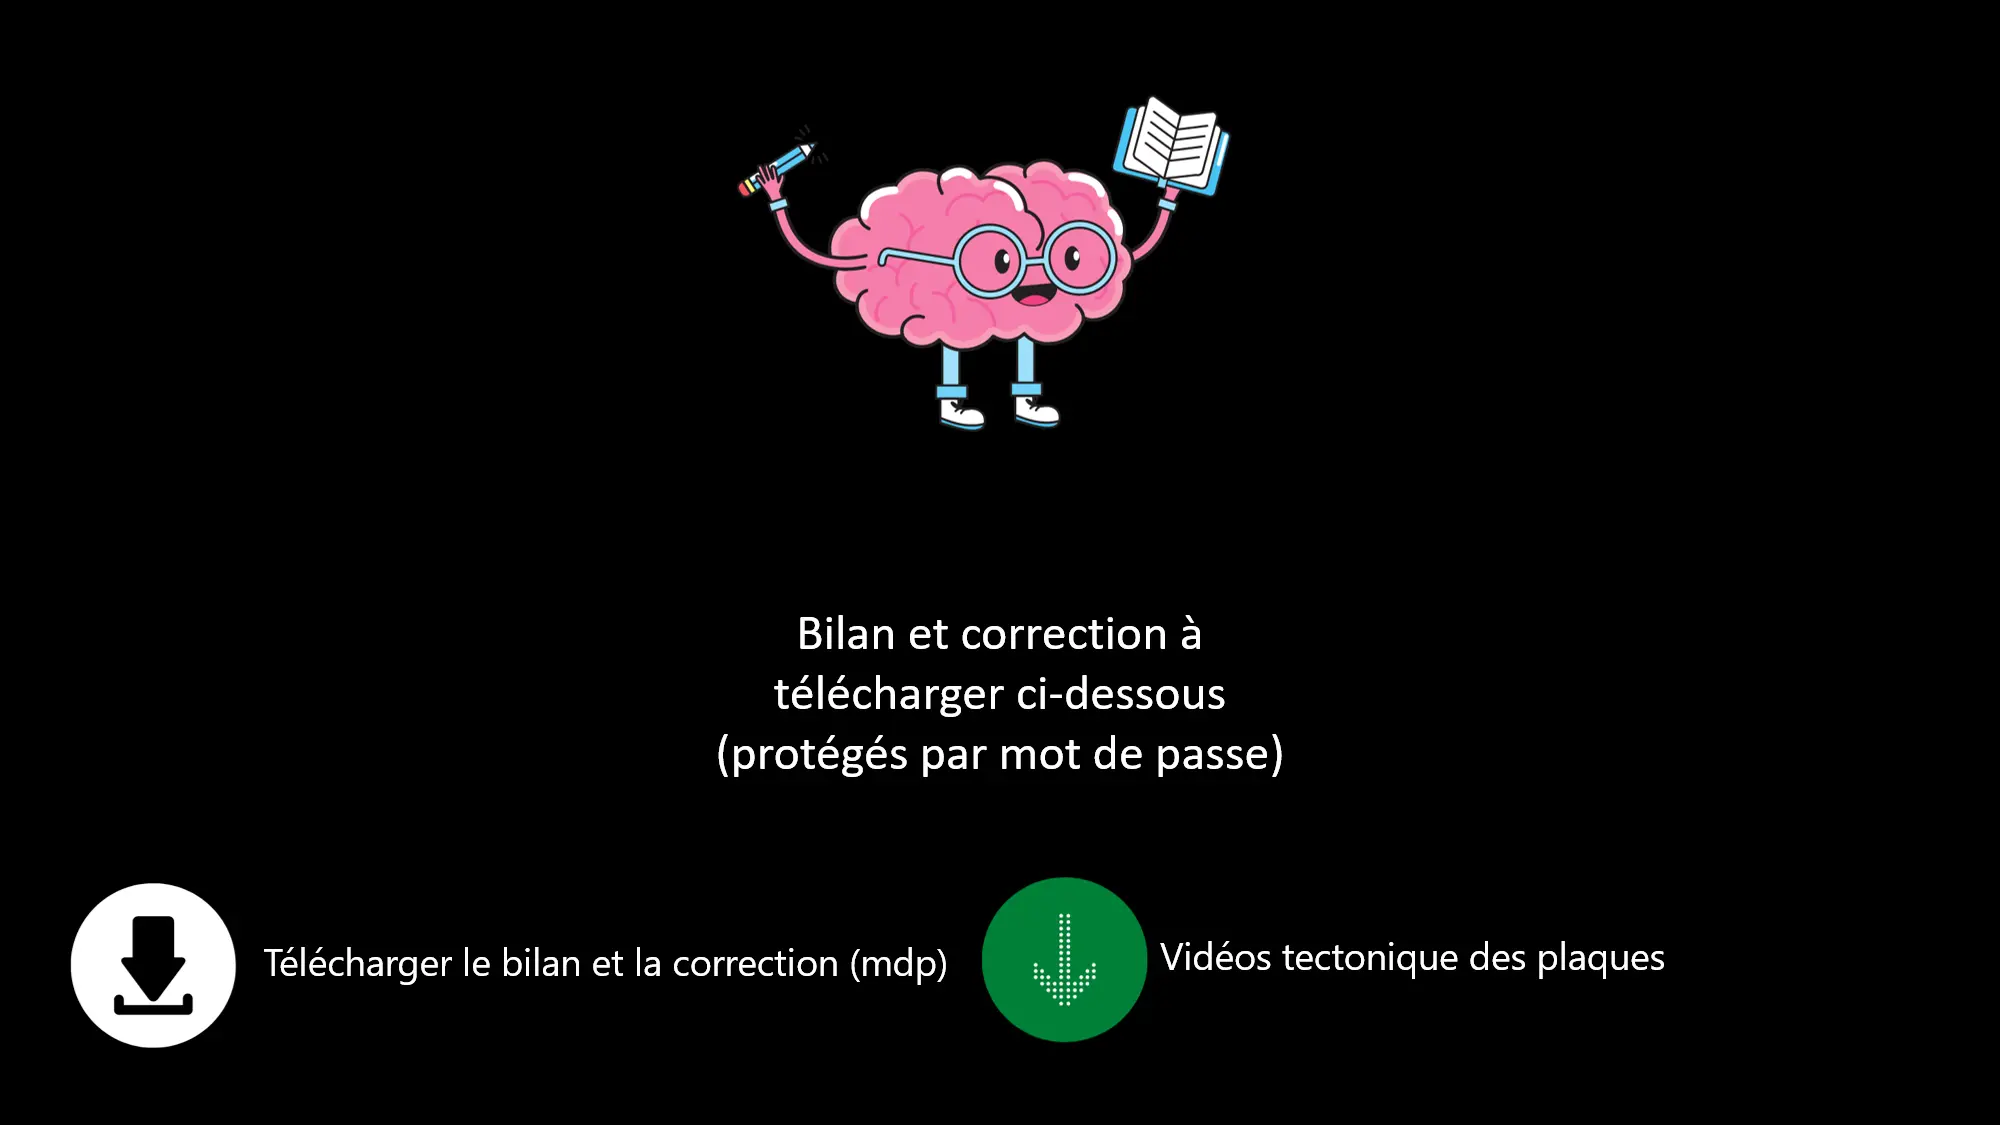 Bilan et correction à
télécharger ci-dessous
(protégés par mot de passe)
Télécharger le bilan et la correction (mdp)
Vidéos tectonique des plaques